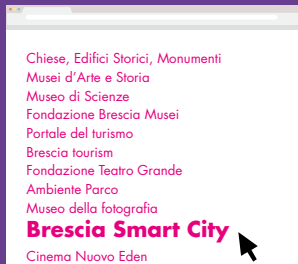 Chiese, Edifici Storici, Monumenti
Musei d'Arte e Storia
Museo di Scienze
Fondazione Brescia Musei
Portale del turismo
Brescia tourism
Fondazione Teatro Grande
Ambiente Parco
Museo della fotografia
Brescia Smart City
Cinema Nuovo Eden